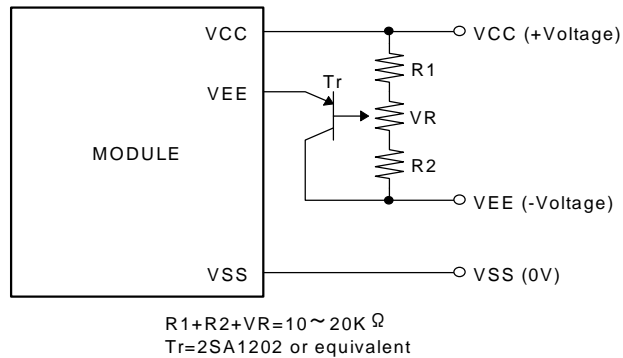 VCC
VCC (+Voltage)
R1
Tr
VEE
VR
MODULE
R2
VEE (-Voltage)
VSS
VSS (0V)
R1+R2+VR=10～20KΩ
Tr=2SA1202 or equivalent